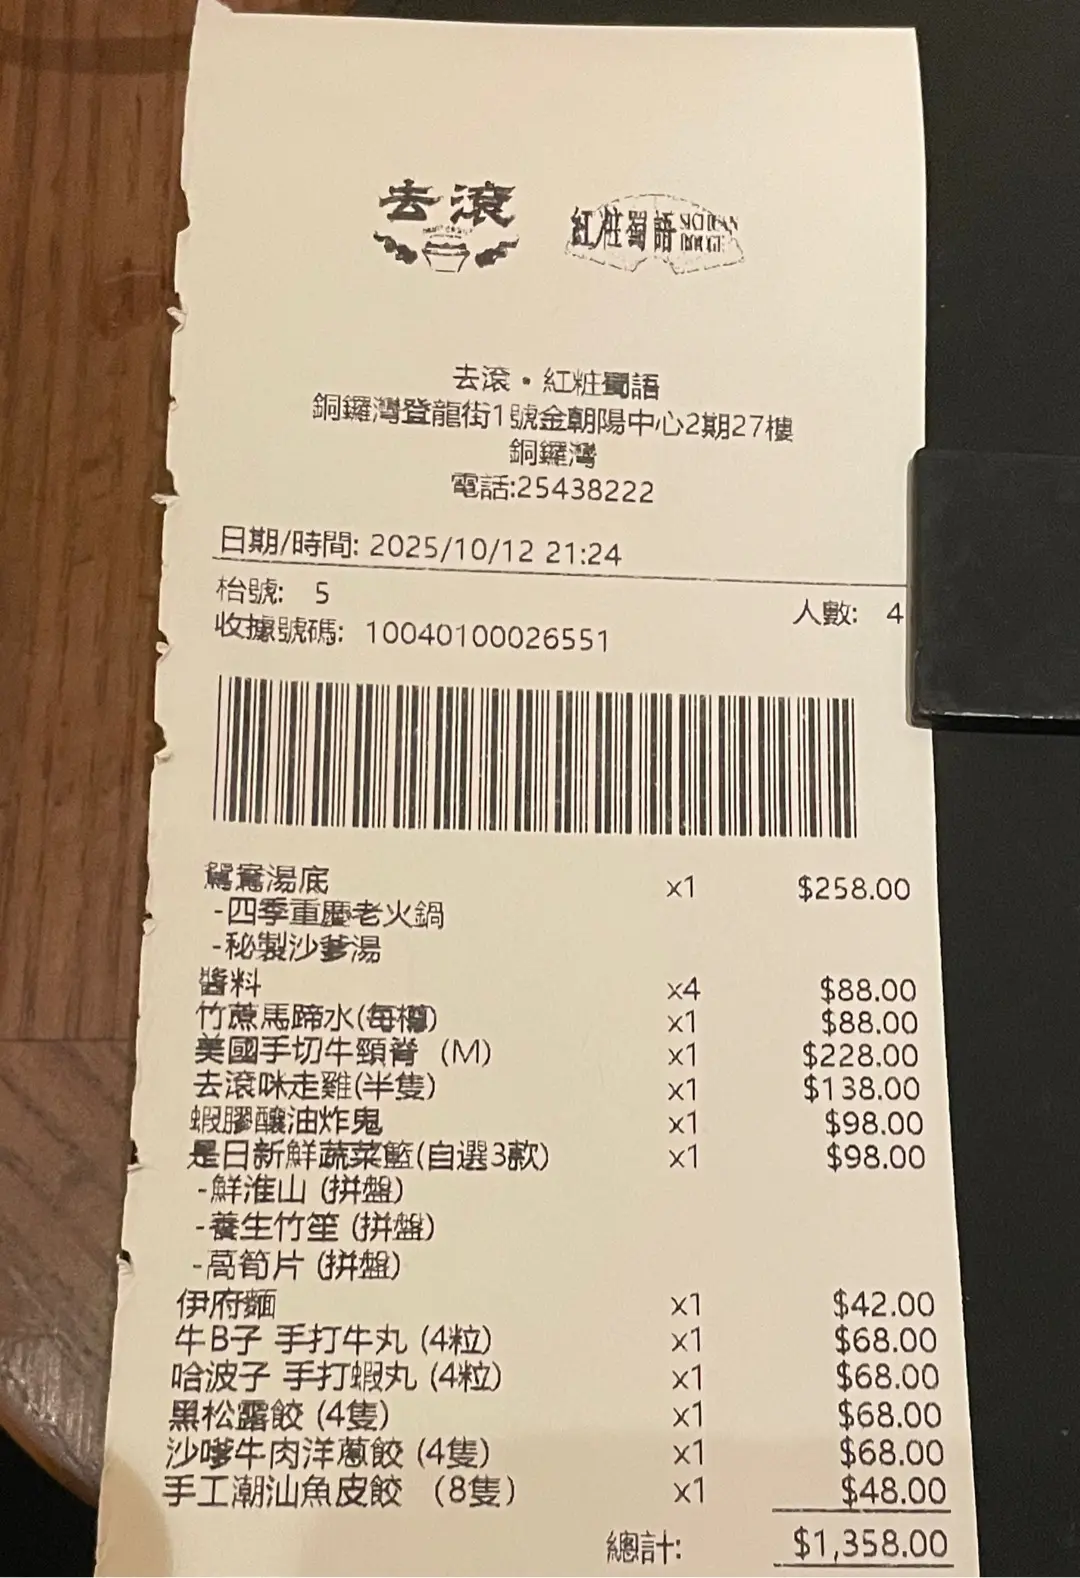 去滾
紅粧蜀語 SICHUAN ROUGE
去滾・紅粧蜀語
銅鑼灣登龍街1號金朝陽中心2期27樓
銅鑼灣
電話:25438222
日期/時間: 2025/10/12 21:24
枱號: 5 人數: 4
收據號碼: 10040100026551
鴛鴦湯底 x1 $258.00
-四季重慶老火鍋
-秘製沙爹湯
醬料 x4 $88.00
竹蔗馬蹄水(每樽) x1 $88.00
美國手切牛頸脊 (M) x1 $228.00
去滾咪走雞(半隻) x1 $138.00
蝦膠釀油炸鬼 x1 $98.00
是日新鮮蔬菜籃(自選3款) x1 $98.00
-鮮淮山 (拼盤)
-養生竹笙 (拼盤)
-萵筍片 (拼盤)
伊府麵 x1 $42.00
牛B子 手打牛丸 (4粒) x1 $68.00
哈波子 手打蝦丸 (4粒) x1 $68.00
黑松露餃 (4隻) x1 $68.00
沙嗲牛肉洋蔥餃 (4隻) x1 $68.00
手工潮汕魚皮餃 (8隻) x1 $48.00
總計: $1,358.00